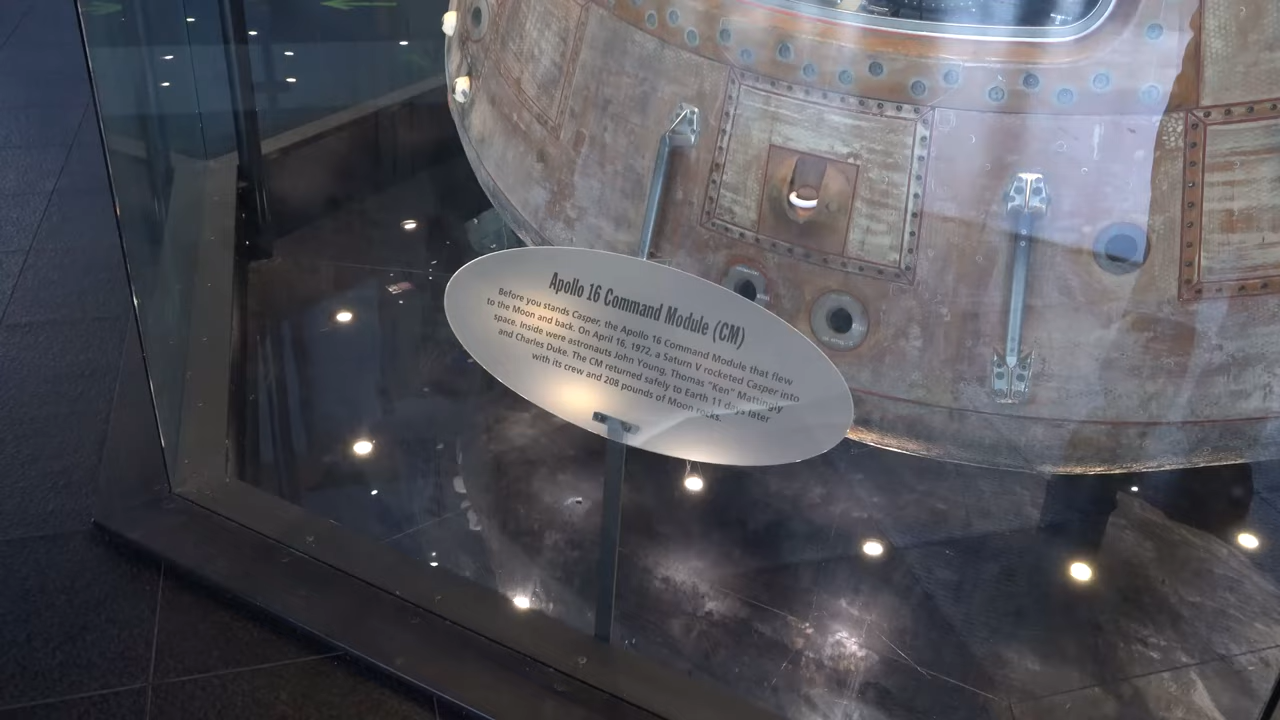 Apollo 16 Command Module (CM)
Before you stands Casper, the Apollo 16 Command Module that flew
to the Moon and back. On April 16, 1972, a Saturn V rocketed Casper into
space. Inside were astronauts John Young, Thomas "Ken" Mattingly
and Charles Duke. The CM returned safely to Earth 11 days later
with its crew and 208 pounds of Moon rocks.